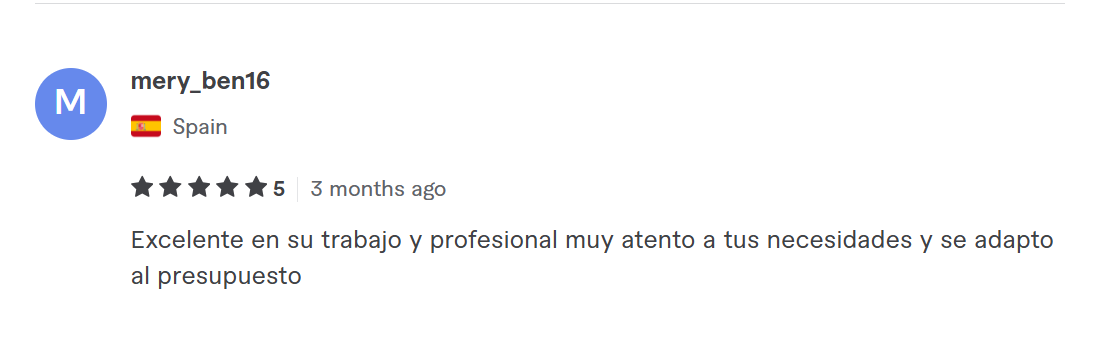 M
mery_ben16
Spain
5 3 months ago
Excelente en su trabajo y profesional muy atento a tus necesidades y se adapto
al presupuesto